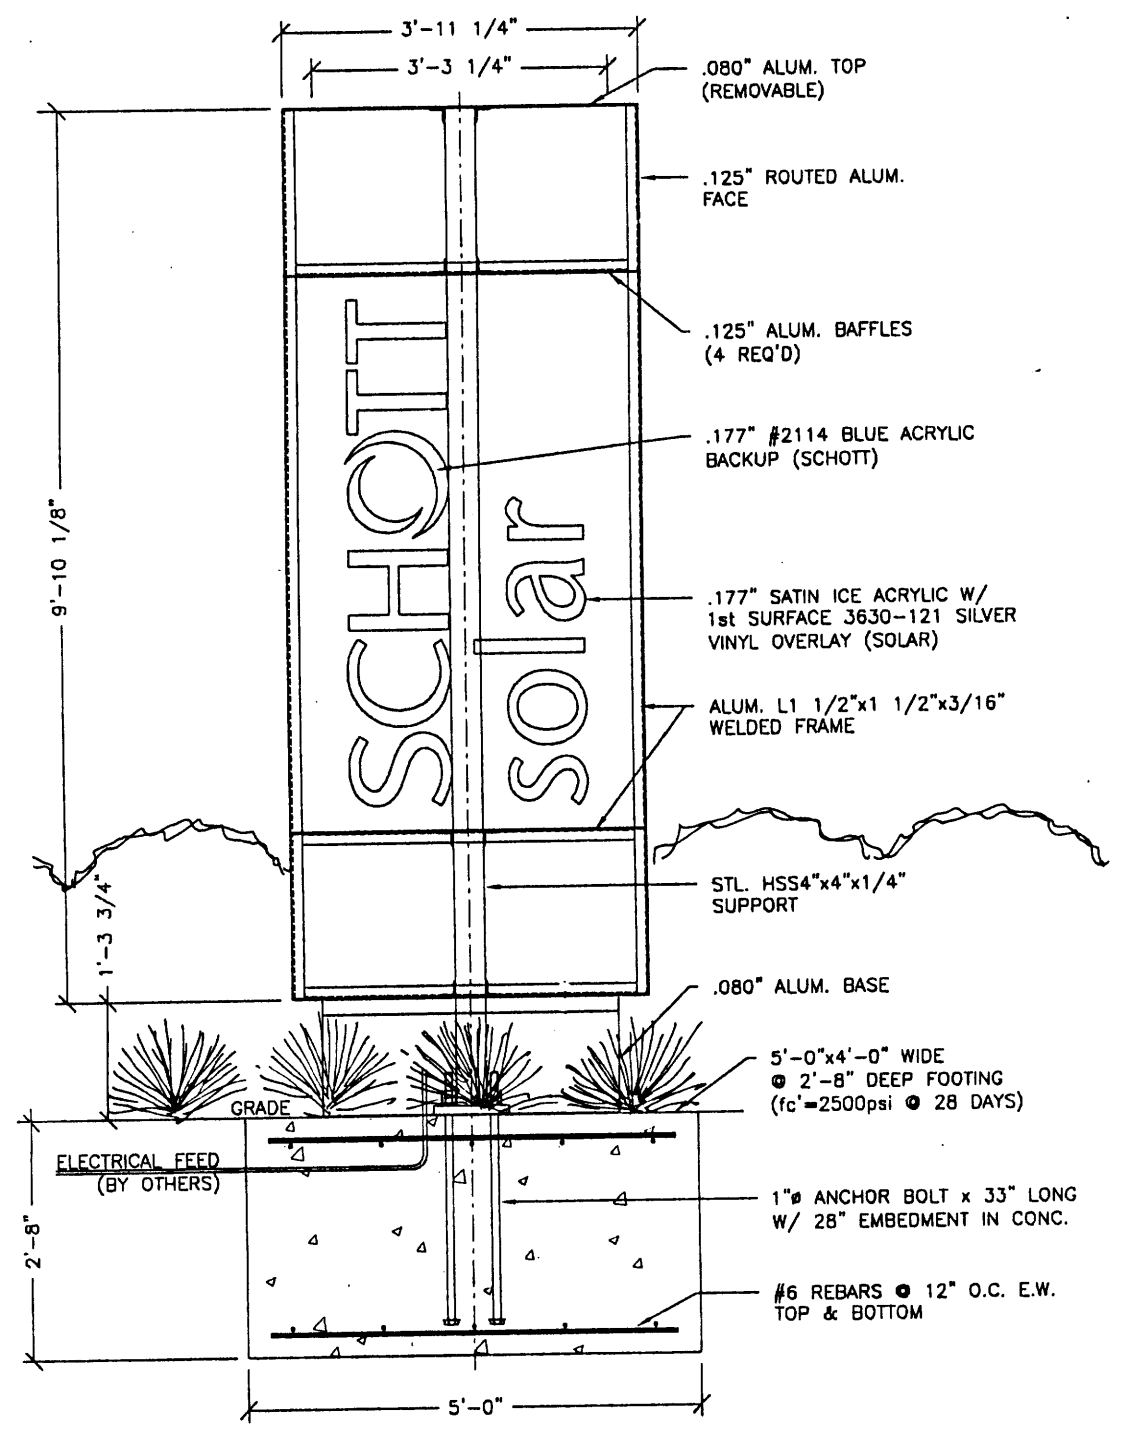 3'-11 1/4"
3'-3 1/4"
.080" ALUM. TOP
(REMOVABLE)
.125" ROUTED ALUM.
FACE
.125" ALUM. BAFFLES
(4 REQ'D)
.177" #2114 BLUE ACRYLIC
BACKUP (SCHOTT)
9'-10 1/8"
SCHOTT
solar
.177" SATIN ICE ACRYLIC W/
1st SURFACE 3630-121 SILVER
VINYL OVERLAY (SOLAR)
ALUM. L1 1/2"x1 1/2"x3/16"
WELDED FRAME
STL. HSS4"x4"x1/4"
SUPPORT
1'-3 3/4"
.080" ALUM. BASE
5'-0"x4'-0" WIDE
@ 2'-8" DEEP FOOTING
(fc'=2500psi @ 28 DAYS)
GRADE
ELECTRICAL FEED
(BY OTHERS)
1"ø ANCHOR BOLT x 33" LONG
W/ 28" EMBEDMENT IN CONC.
2'-8"
#6 REBARS @ 12" O.C. E.W.
TOP & BOTTOM
5'-0"